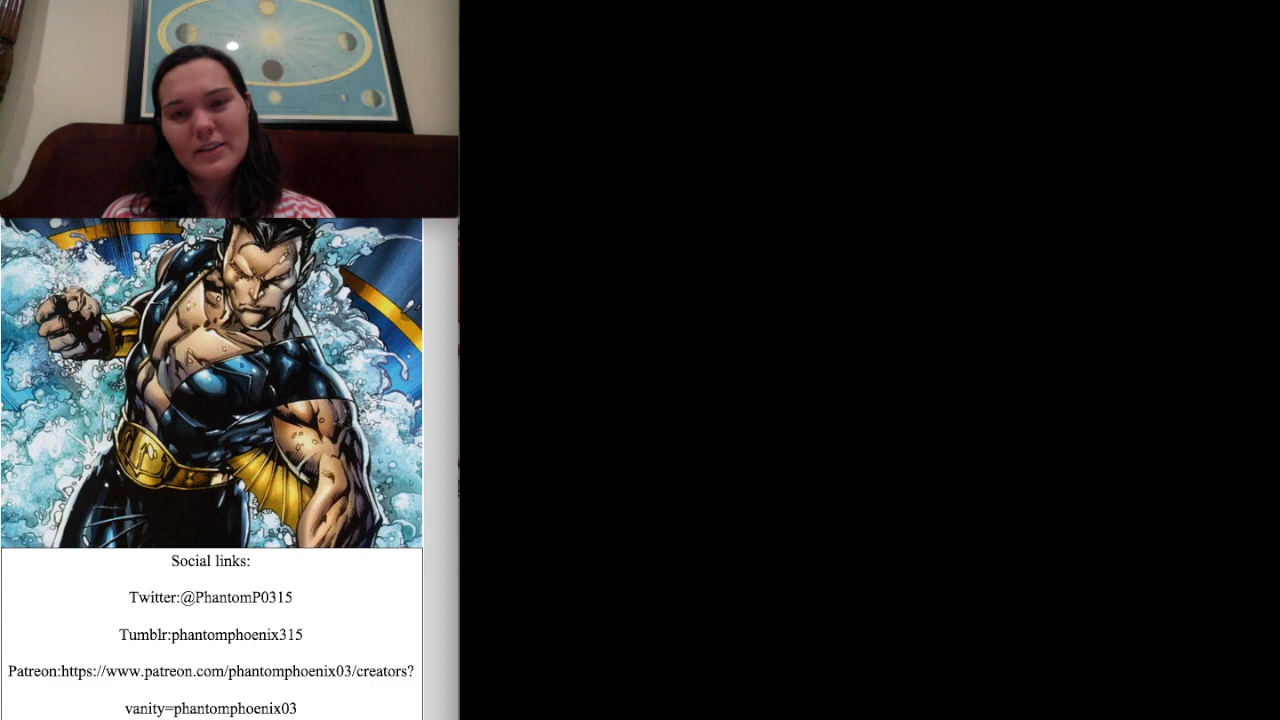 Social links:
Twitter:@PhantomP0315
Tumblr:phantomphoenix315
Patreon:https://www.patreon.com/phantomphoenix03/creators?
vanity=phantomphoenix03